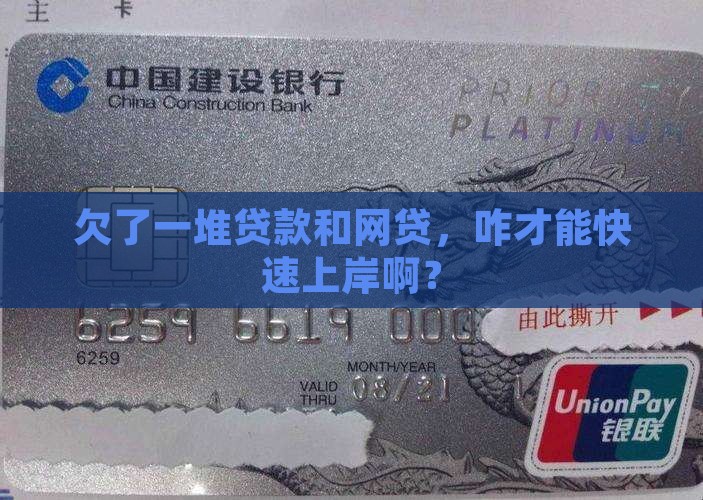 主 卡
中国建设银行
China Construction Bank
PRIORITY
PLATINUM
欠了一堆贷款和网贷，咋才能快
速上岸啊？
6259 6619 000
由此撕开
6259
MONTH/YEAR
VALID
THRU
08/21
UnionPay
银联